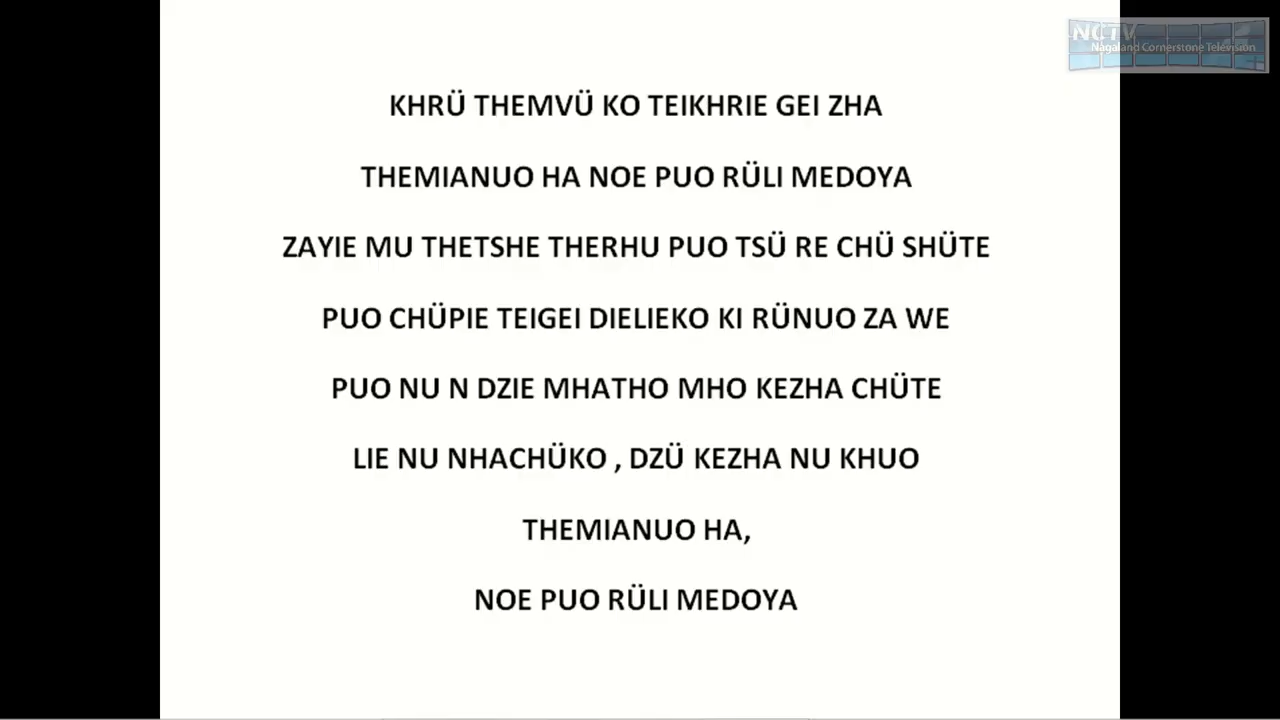 NCTV
Nagaland Cornerstone Television
KHRÜ THEMVÜ KO TEIKHRIE GEI ZHA
THEMIANUO HA NOE PUO RÜLI MEDOYA
ZAYIE MU THETSHE THERHU PUO TSÜ RE CHÜ SHÜTE
PUO CHÜPIE TEIGEI DIELIEKO KI RÜNUO ZA WE
PUO NU N DZIE MHATHO MHO KEZHA CHÜTE
LIE NU NHACHÜKO , DZÜ KEZHA NU KHUO
THEMIANUO HA,
NOE PUO RÜLI MEDOYA